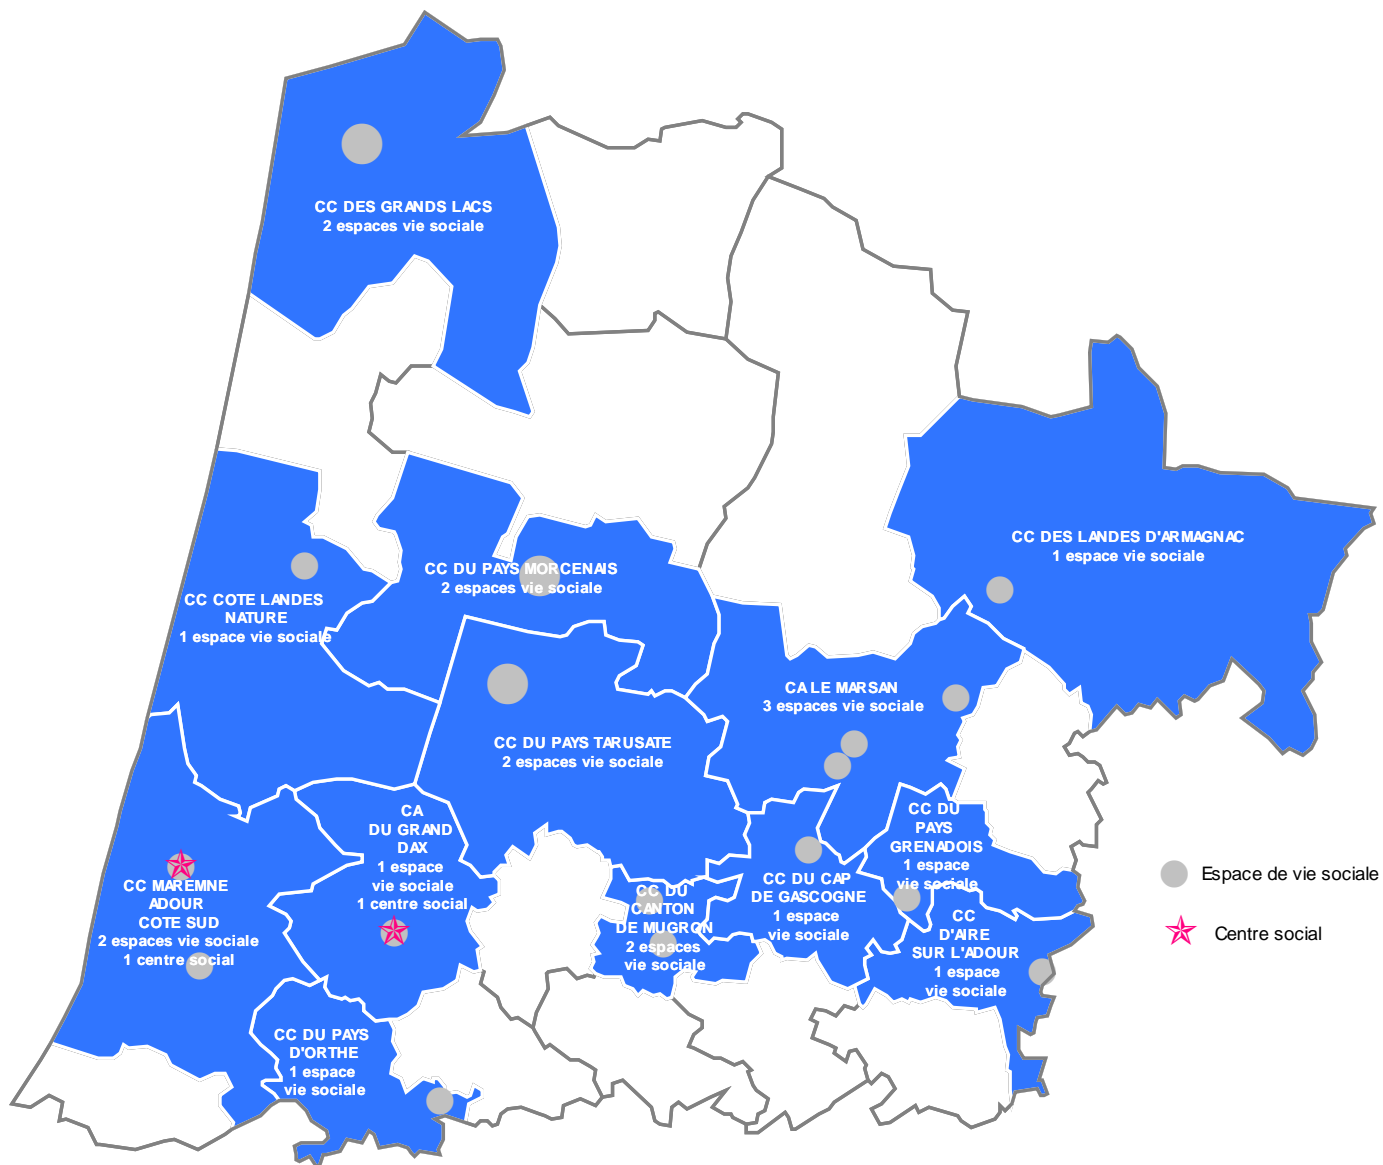 CC DES GRANDS LACS
2 espaces vie sociale
CC DES LANDES D'ARMAGNAC
1 espace vie sociale
CC DU PAYS MORCENAIS
2 espaces vie sociale
CC COTE LANDES
NATURE
1 espace vie sociale
CA LE MARSAN
3 espaces vie sociale
CC DU PAYS TARUSATE
2 espaces vie sociale
CA
DU GRAND
DAX
1 espace
vie sociale
1 centre social
CC DU
PAYS
GRENADOIS
1 espace
vie sociale
CC MAREMNE
ADOUR
COTE SUD
2 espaces vie sociale
1 centre social
CC DU
CANTON
DE MUGRON
2 espaces
vie sociale
CC DU CAP
DE GASCOGNE
1 espace
vie sociale
CC
D'AIRE
SUR L'ADOUR
1 espace
vie sociale
CC DU PAYS
D'ORTHE
1 espace
vie sociale
Espace de vie sociale
Centre social